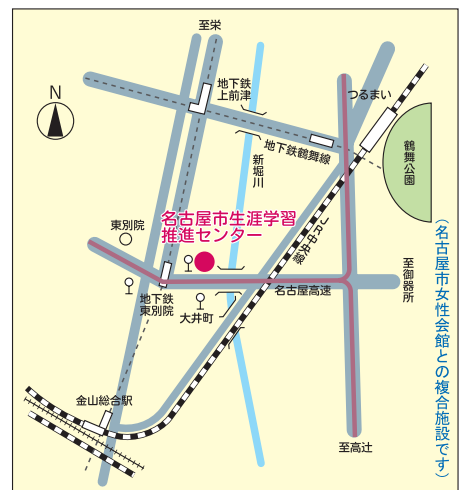 至栄
地下鉄
上前津
つるまい
N
地下鉄鶴舞線
鶴舞公園
新堀川
名古屋市生涯学習
推進センター
東別院
JR中央線
至御器所
(名古屋市女性会館との複合施設です)
地下鉄
東別院
大井町
名古屋高速
金山総合駅
至高辻